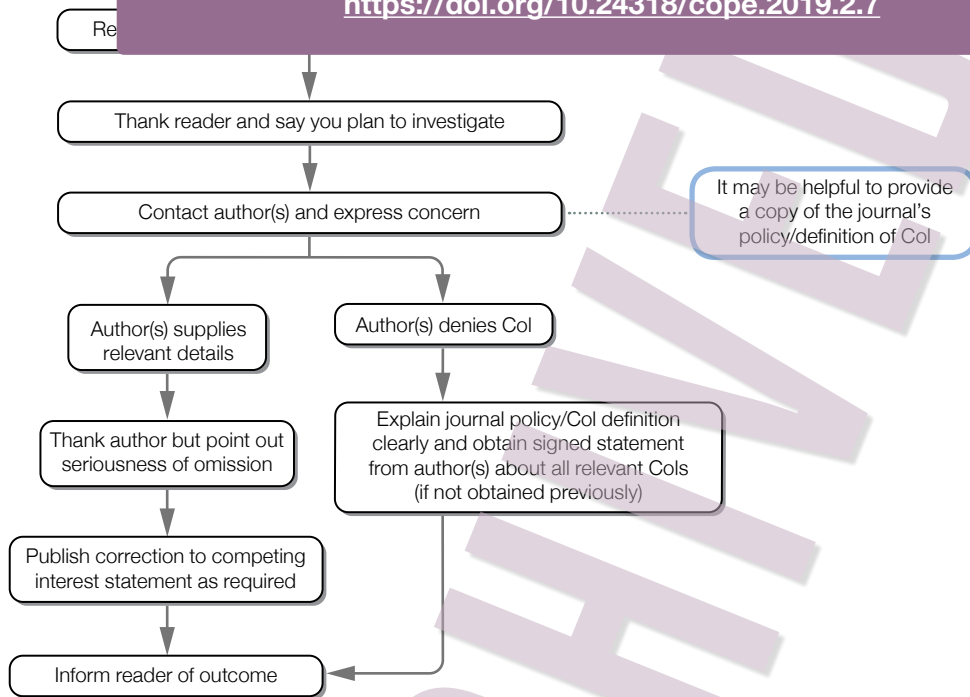 https://doi.org/10.24318/cope.2019.2.7
Re
Thank reader and say you plan to investigate
Contact author(s) and express concern
It may be helpful to provide
a copy of the journal's
policy/definition of CoI
Author(s) supplies
relevant details
Author(s) denies CoI
Thank author but point out
seriousness of omission
Explain journal policy/CoI definition
clearly and obtain signed statement
from author(s) about all relevant CoIs
(if not obtained previously)
Publish correction to competing
interest statement as required
Inform reader of outcome